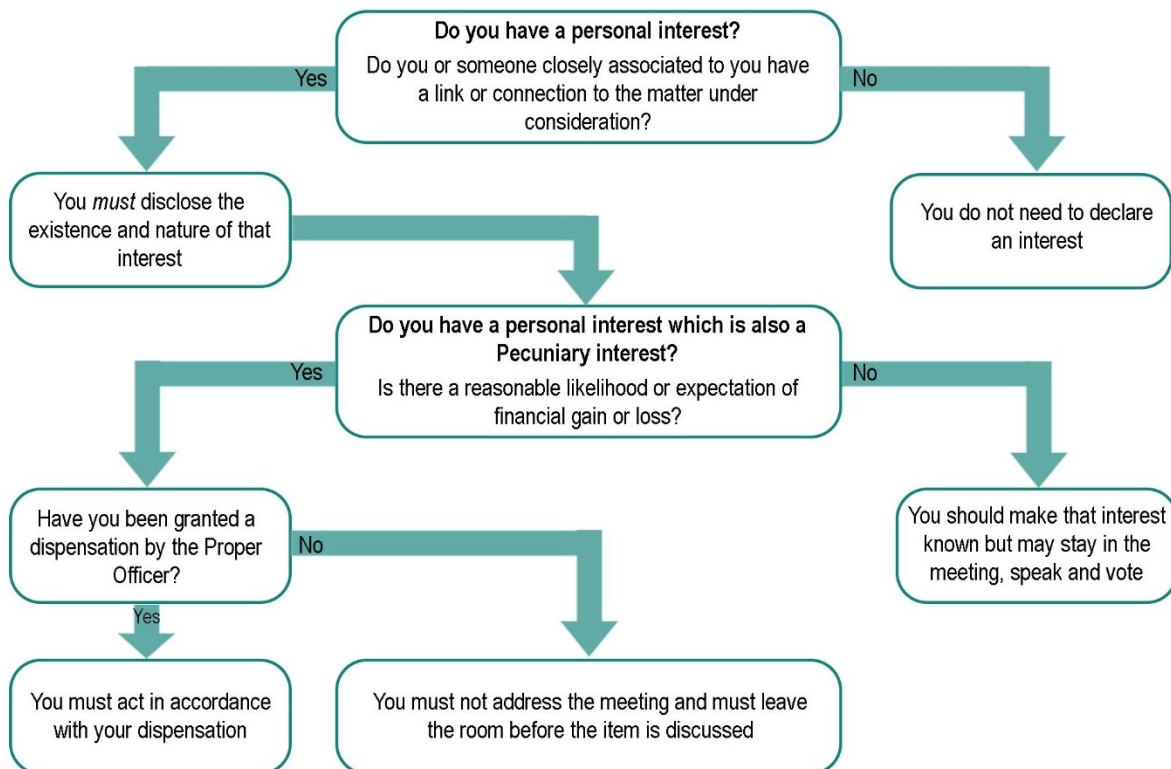 Do you have a personal interest?
Do you or someone closely associated to you have
a link or connection to the matter under
consideration?
Yes
No
You must disclose the
existence and nature of that
interest
You do not need to declare
an interest
Do you have a personal interest which is also a
Pecuniary interest?
Is there a reasonable likelihood or expectation of
financial gain or loss?
Yes
No
Have you been granted a
dispensation by the Proper
Officer?
No
Yes
You should make that interest
known but may stay in the
meeting, speak and vote
You must act in accordance
with your dispensation
You must not address the meeting and must leave
the room before the item is discussed